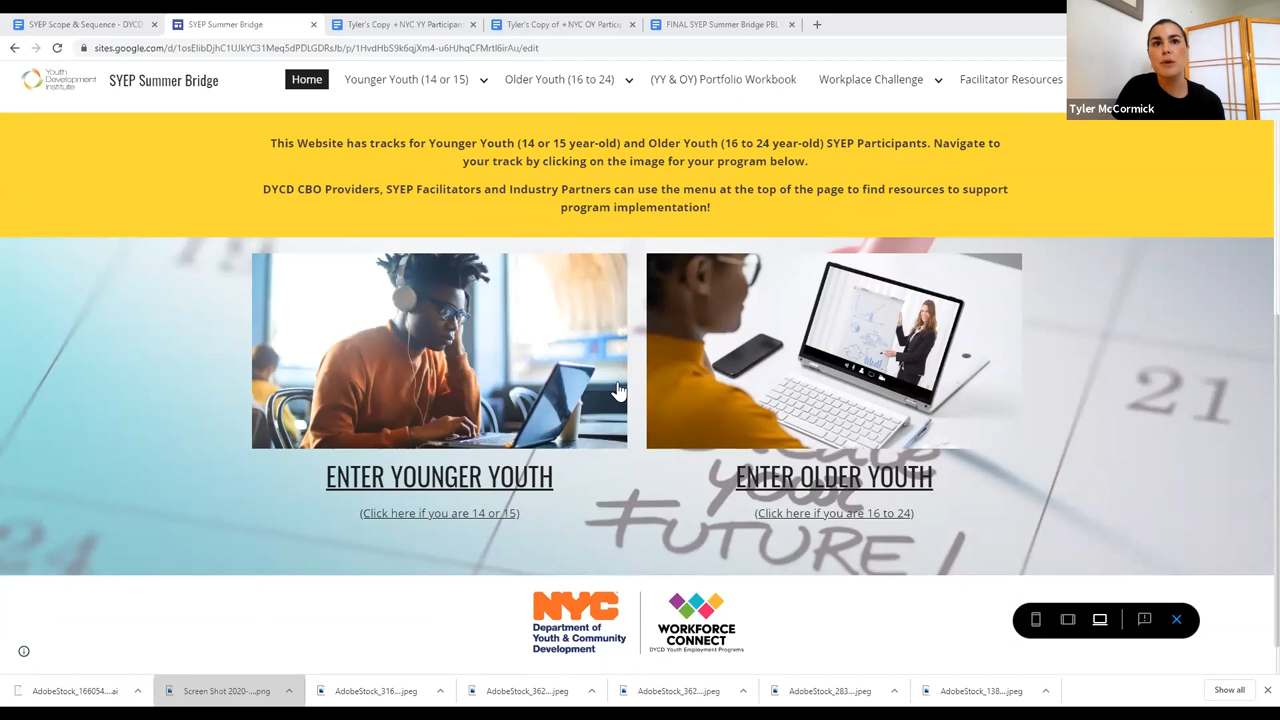 SYEP Scope & Sequence - DYCD
SYEP Summer Bridge
Tyler's Copy
NYC YY Participan
Tyler's Copy of
NYC OY Particip
FINAL SYEP Summer Bridge PBL
Youth Development Institute
SYEP Summer Bridge
Home
Younger Youth (14 or 15)
Older Youth (16 to 24)
(YY & OY) Portfolio Workbook
Workplace Challenge
Facilitator Resources
Tyler McCormick
This Website has tracks for Younger Youth (14 or 15 year-old) and Older Youth (16 to 24 year-old) SYEP Participants. Navigate to
your track by clicking on the image for your program below.
DYCD CBO Providers, SYEP Facilitators and Industry Partners can use the menu at the top of the page to find resources to support
program implementation!
21
24
your
FUTURE!
ENTER YOUNGER YOUTH
(Click here if you are 14 or 15)
ENTER OLDER YOUTH
(Click here if you are 16 to 24)
NYC
Department of
Youth & Community
Development
WORKFORCE
CONNECT
DYCD Youth Employment Programs
AdobeStock_166054....ai
Screen Shot 2020-....png
AdobeStock_316....jpeg
AdobeStock_362....jpeg
AdobeStock_362....jpeg
AdobeStock_283....jpeg
AdobeStock_138....jpeg
Show all